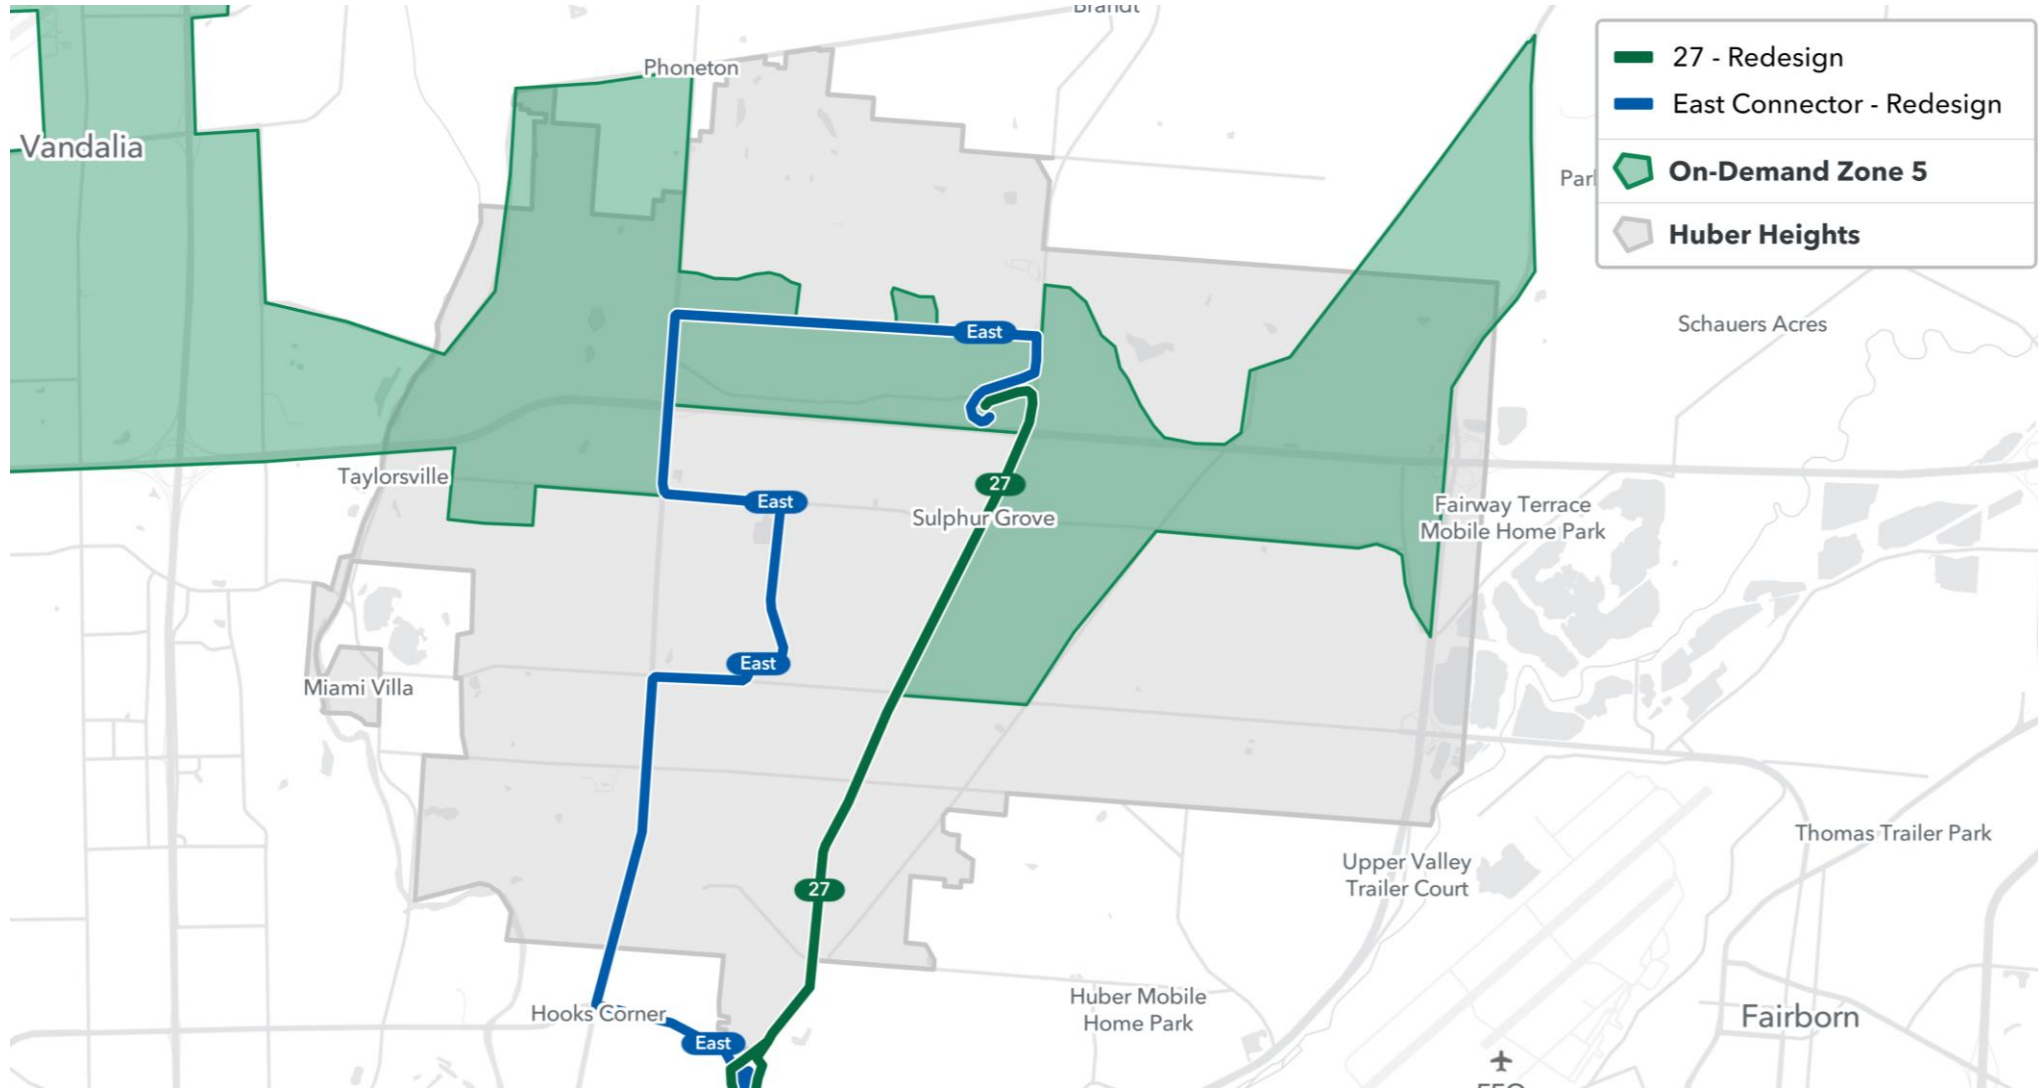 Brandt
Phoneton
Vandalia
27 - Redesign
East Connector - Redesign
On-Demand Zone 5
Huber Heights
East
Schauers Acres
Taylorsville
East
27
Sulphur Grove
Fairway Terrace
Mobile Home Park
East
Miami Villa
27
Thomas Trailer Park
Upper Valley
Trailer Court
Hooks Corner
East
Huber Mobile
Home Park
Fairborn